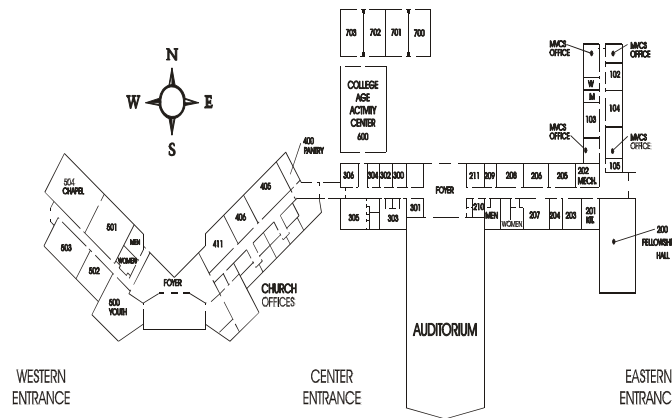 703 702 701 700
N
W E
S
COLLEGE
AGE
ACTIVITY
CENTER
600
MVCS
OFFICE
MVCS
OFFICE
W
M
102
103
104
MVCS
OFFICE
MVCS
OFFICE
105
400
PANTRY
504
CHAPEL
501
MEN
WOMEN
503
502
500
YOUTH
FOYER
405
406
411
CHURCH
OFFICES
306 304 302 300
305 303 301
FOYER
211 209 208 206 205 202
MECH.
210 MEN WOMEN 207 204 203 201
KIT.
200
FELLOWSHI
HALL
AUDITORIUM
WESTERN
ENTRANCE
CENTER
ENTRANCE
EASTERN
ENTRANC